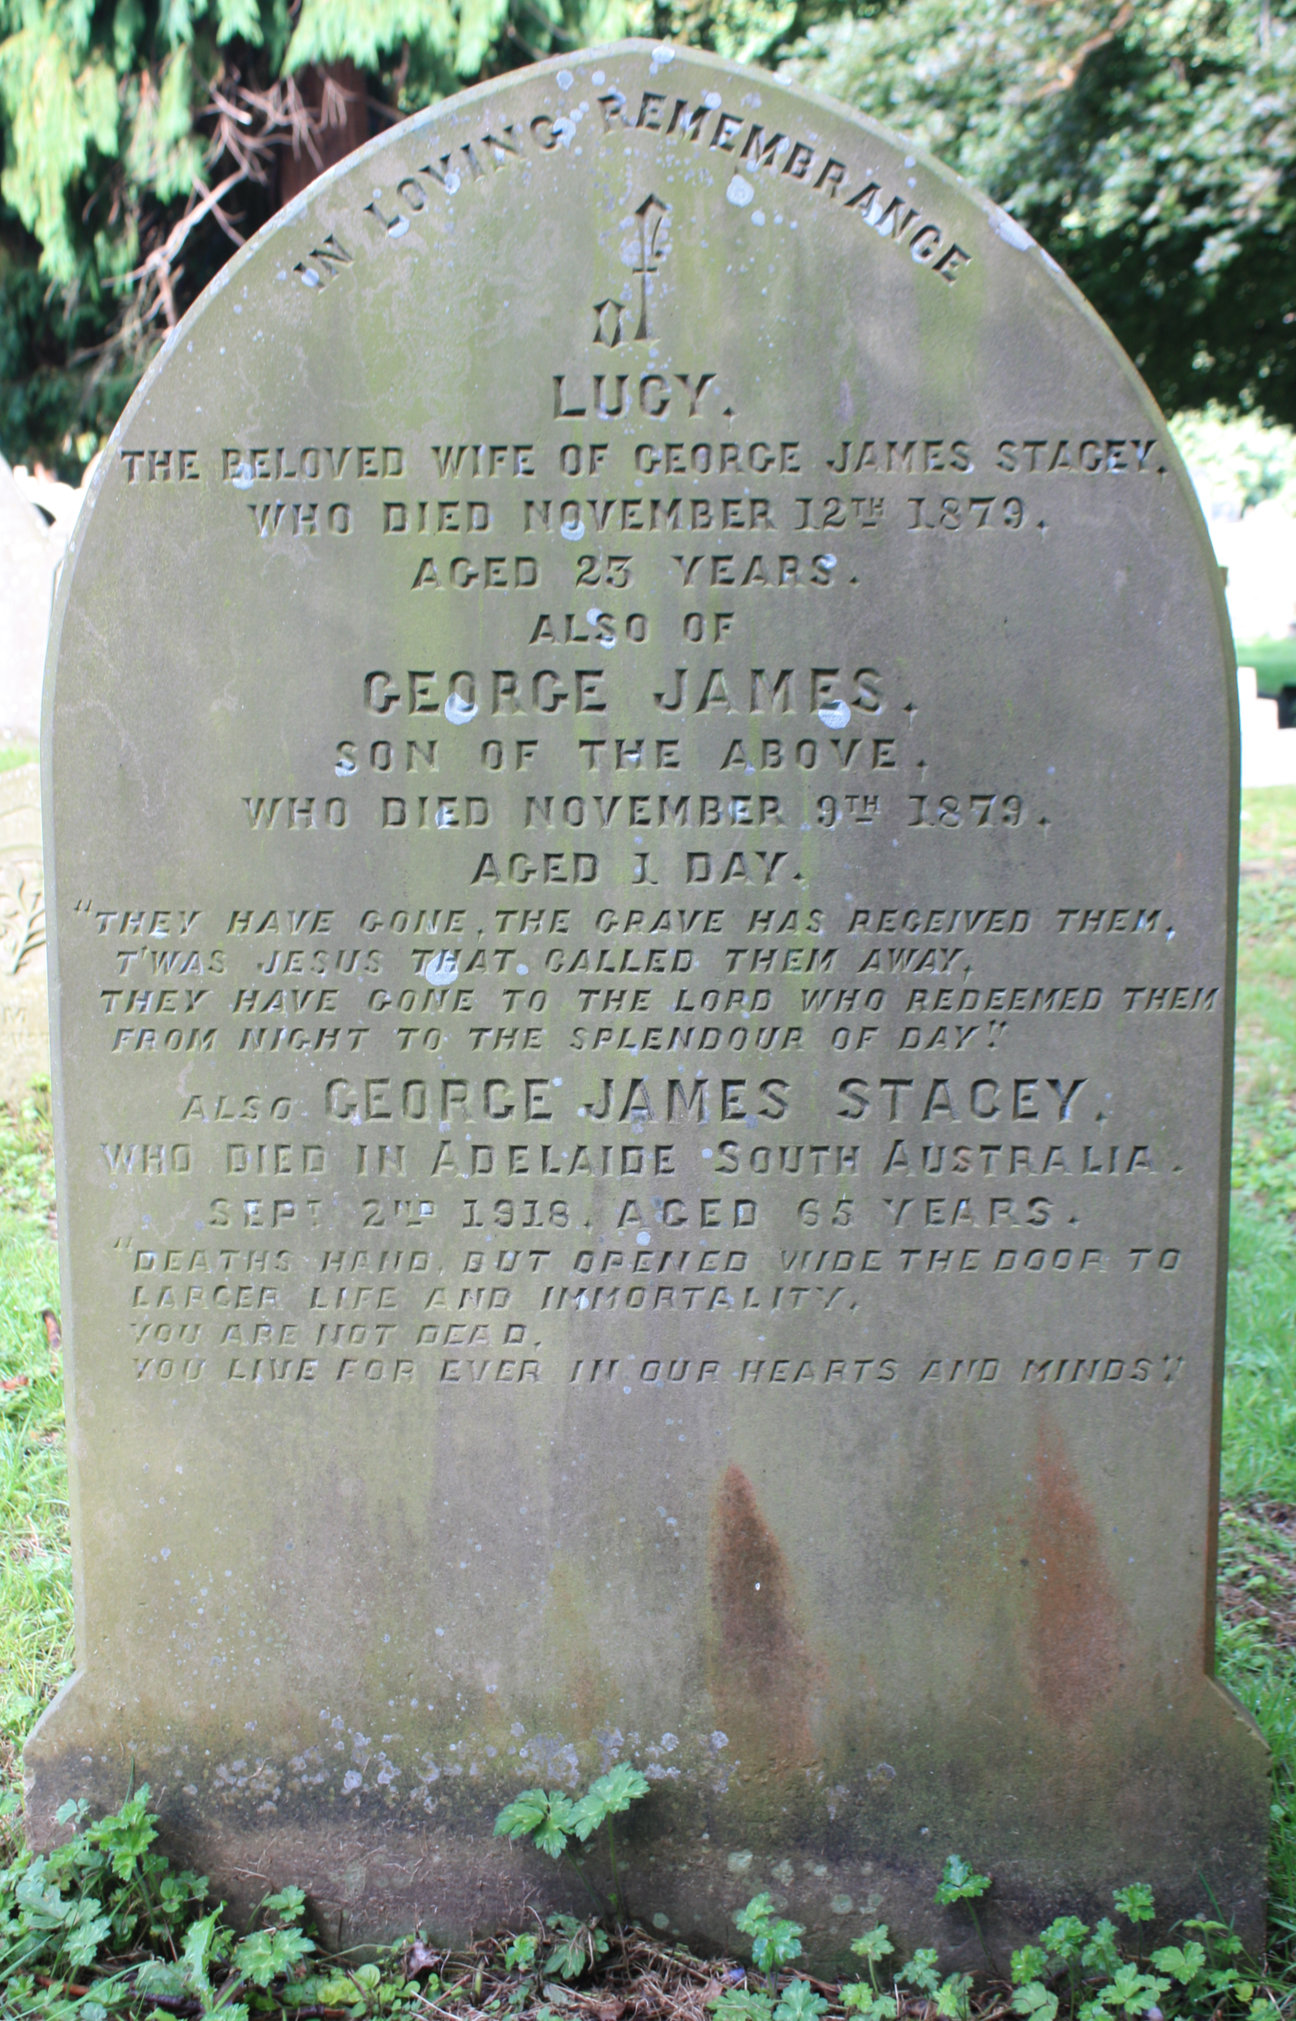 IN LOVING REMEMBRANCE
of
LUCY.
THE BELOVED WIFE OF GEORGE JAMES STACEY.
WHO DIED NOVEMBER 12TH 1879.
AGED 23 YEARS.
ALSO OF
GEORGE JAMES.
SON OF THE ABOVE.
WHO DIED NOVEMBER 9TH 1879.
AGED 1 DAY.
"THEY HAVE GONE, THE GRAVE HAS RECEIVED THEM,
T'WAS JESUS THAT CALLED THEM AWAY,
THEY HAVE GONE TO THE LORD WHO REDEEMED THEM
FROM NIGHT TO THE SPLENDOUR OF DAY."
ALSO GEORGE JAMES STACEY.
WHO DIED IN ADELAIDE SOUTH AUSTRALIA.
SEPT 2ND 1918. AGED 65 YEARS.
"DEATHS HAND, BUT OPENED WIDE THE DOOR TO
LARGER LIFE AND IMMORTALITY.
YOU ARE NOT DEAD.
YOU LIVE FOR EVER IN OUR HEARTS AND MINDS."